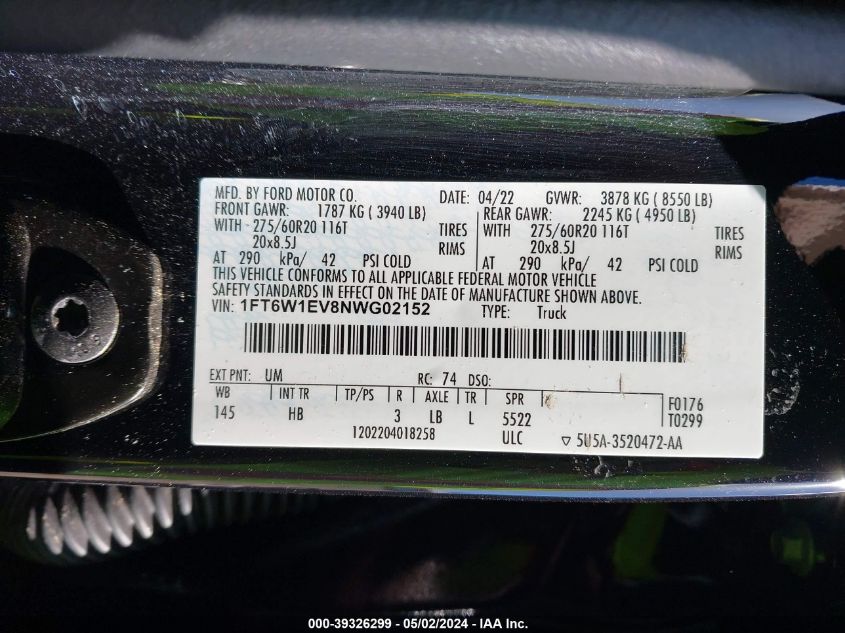 MFD. BY FORD MOTOR CO. DATE: 04/22 GVWR: 3878 KG ( 8550 LB)
FRONT GAWR: 1787 KG ( 3940 LB) REAR GAWR: 2245 KG ( 4950 LB)
WITH 275/60R20 116T TIRES WITH 275/60R20 116T TIRES
20x8.5J RIMS 20x8.5J RIMS
AT 290 kPa/ 42 PSI COLD AT 290 kPa/ 42 PSI COLD
THIS VEHICLE CONFORMS TO ALL APPLICABLE FEDERAL MOTOR VEHICLE
SAFETY STANDARDS IN EFFECT ON THE DATE OF MANUFACTURE SHOWN ABOVE.
VIN: 1FT6W1EV8NWG02152 TYPE: Truck
EXT PNT: UM RC: 74 DSO:
WB INT TR TP/PS R AXLE TR SPR
145 HB 3 LB L 5522
F0176
T0299
1202204018258 ULC ▽ 5U5A-3520472-AA
000-39326299 - 05/02/2024 - IAA Inc.